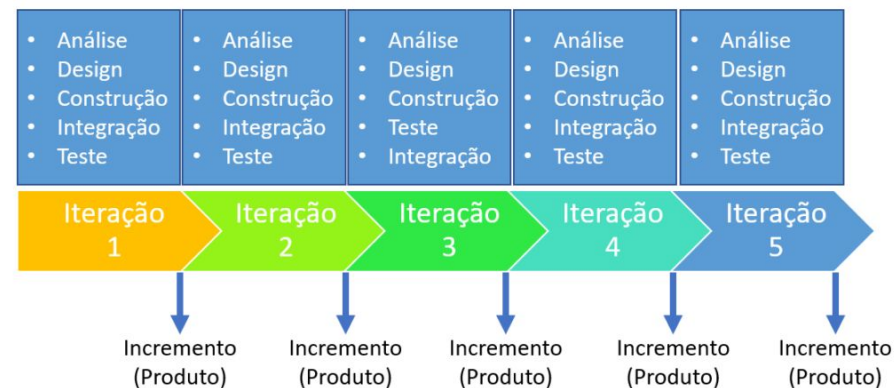 • Análise
• Design
• Construção
• Integração
• Teste
• Análise
• Design
• Construção
• Integração
• Teste
• Análise
• Design
• Construção
• Teste
• Integração
• Análise
• Design
• Construção
• Integração
• Teste
• Análise
• Design
• Construção
• Integração
• Teste
Iteração
1
Iteração
2
Iteração
3
Iteração
4
Iteração
5
Incremento
(Produto)
Incremento
(Produto)
Incremento
(Produto)
Incremento
(Produto)
Incremento
(Produto)